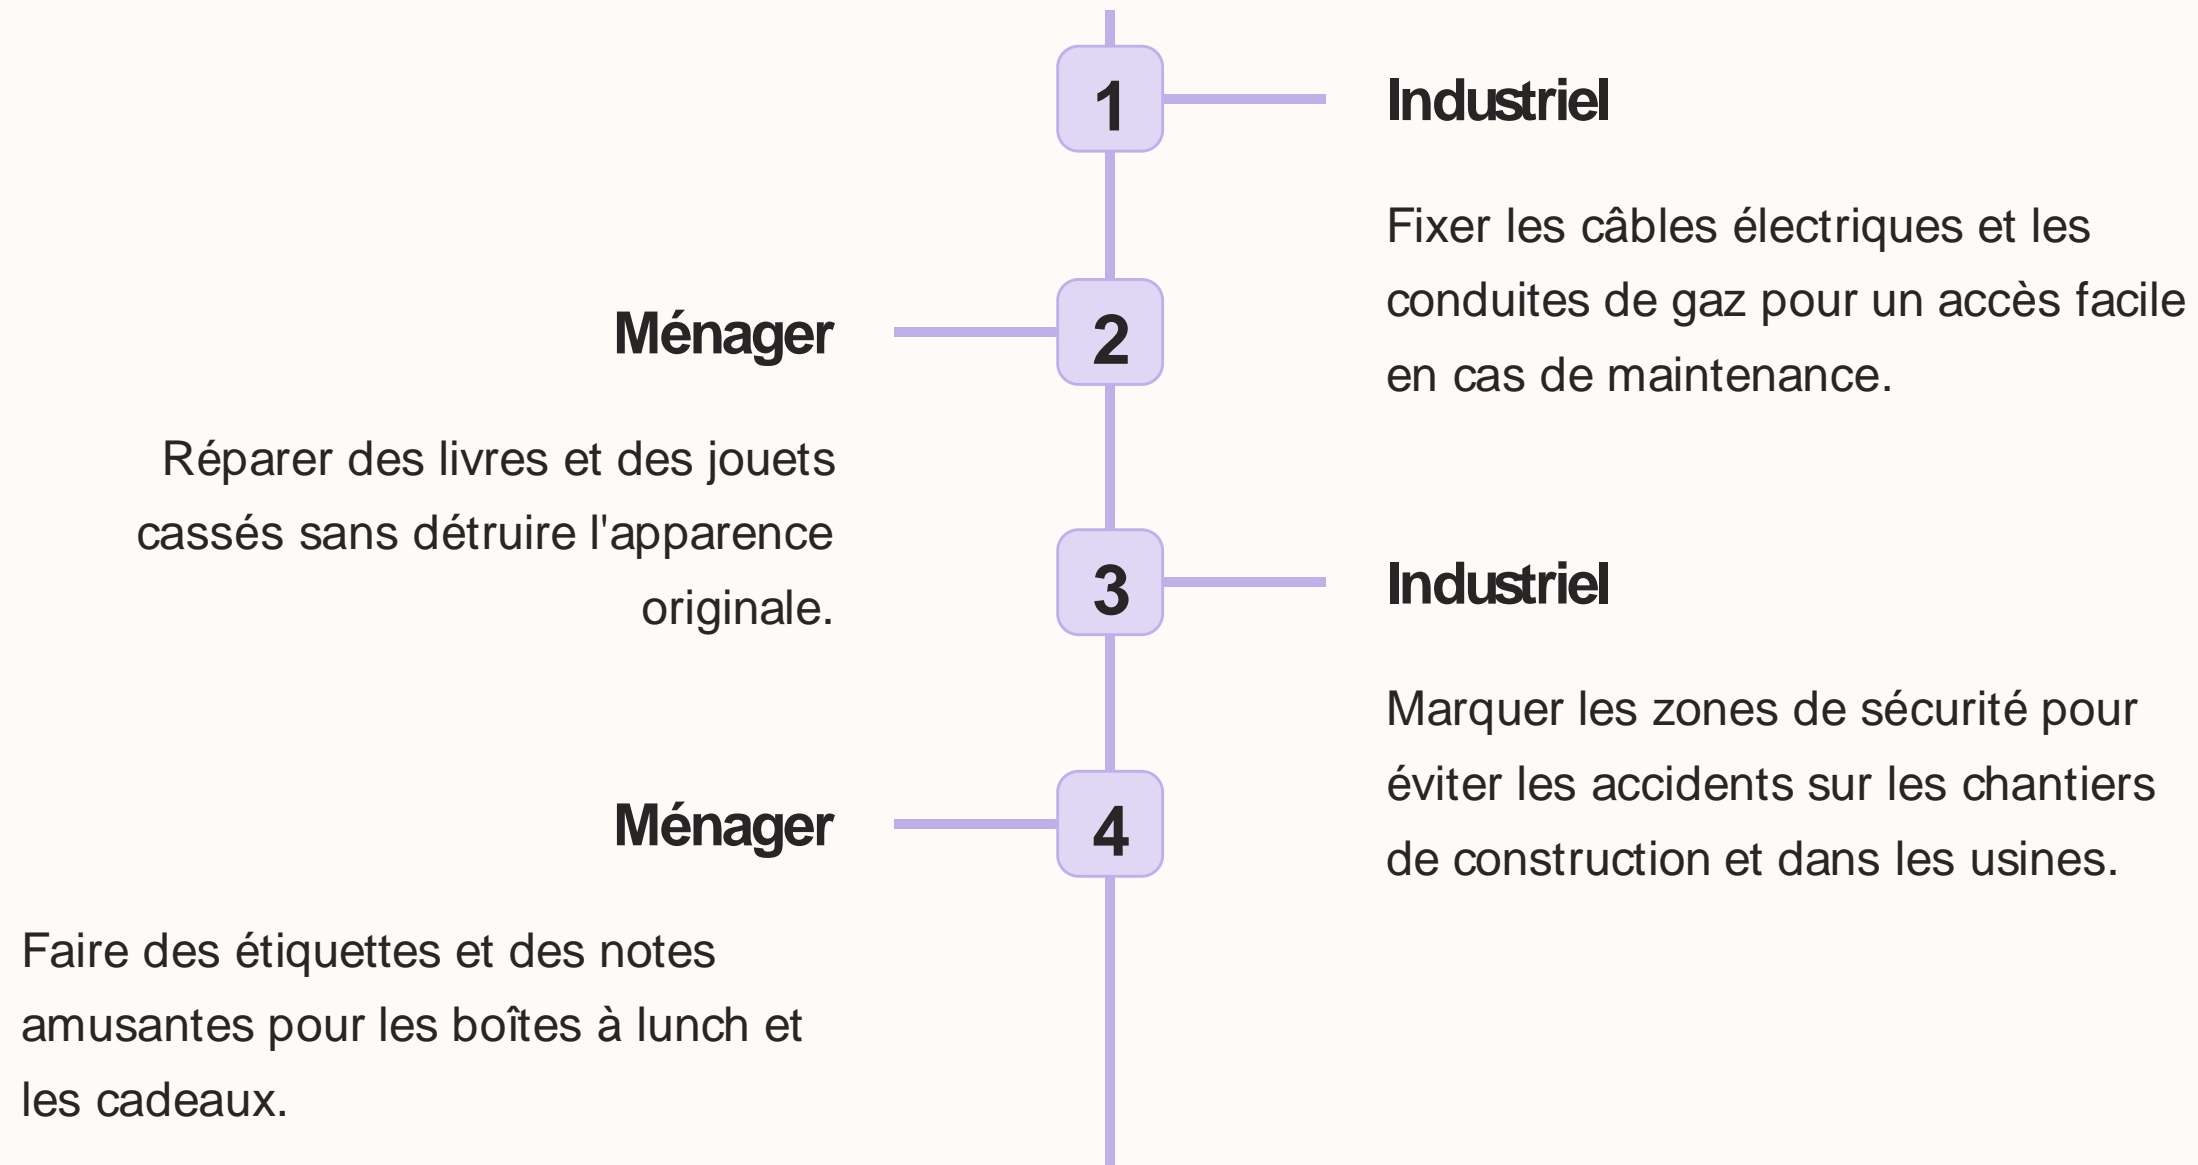 1
Industriel
Fixer les câbles électriques et les
conduites de gaz pour un accès facile
en cas de maintenance.
2
Ménager
Réparer des livres et des jouets
cassés sans détruire l'apparence
originale.
3
Industriel
Marquer les zones de sécurité pour
éviter les accidents sur les chantiers
de construction et dans les usines.
4
Ménager
Faire des étiquettes et des notes
amusantes pour les boîtes à lunch et
les cadeaux.